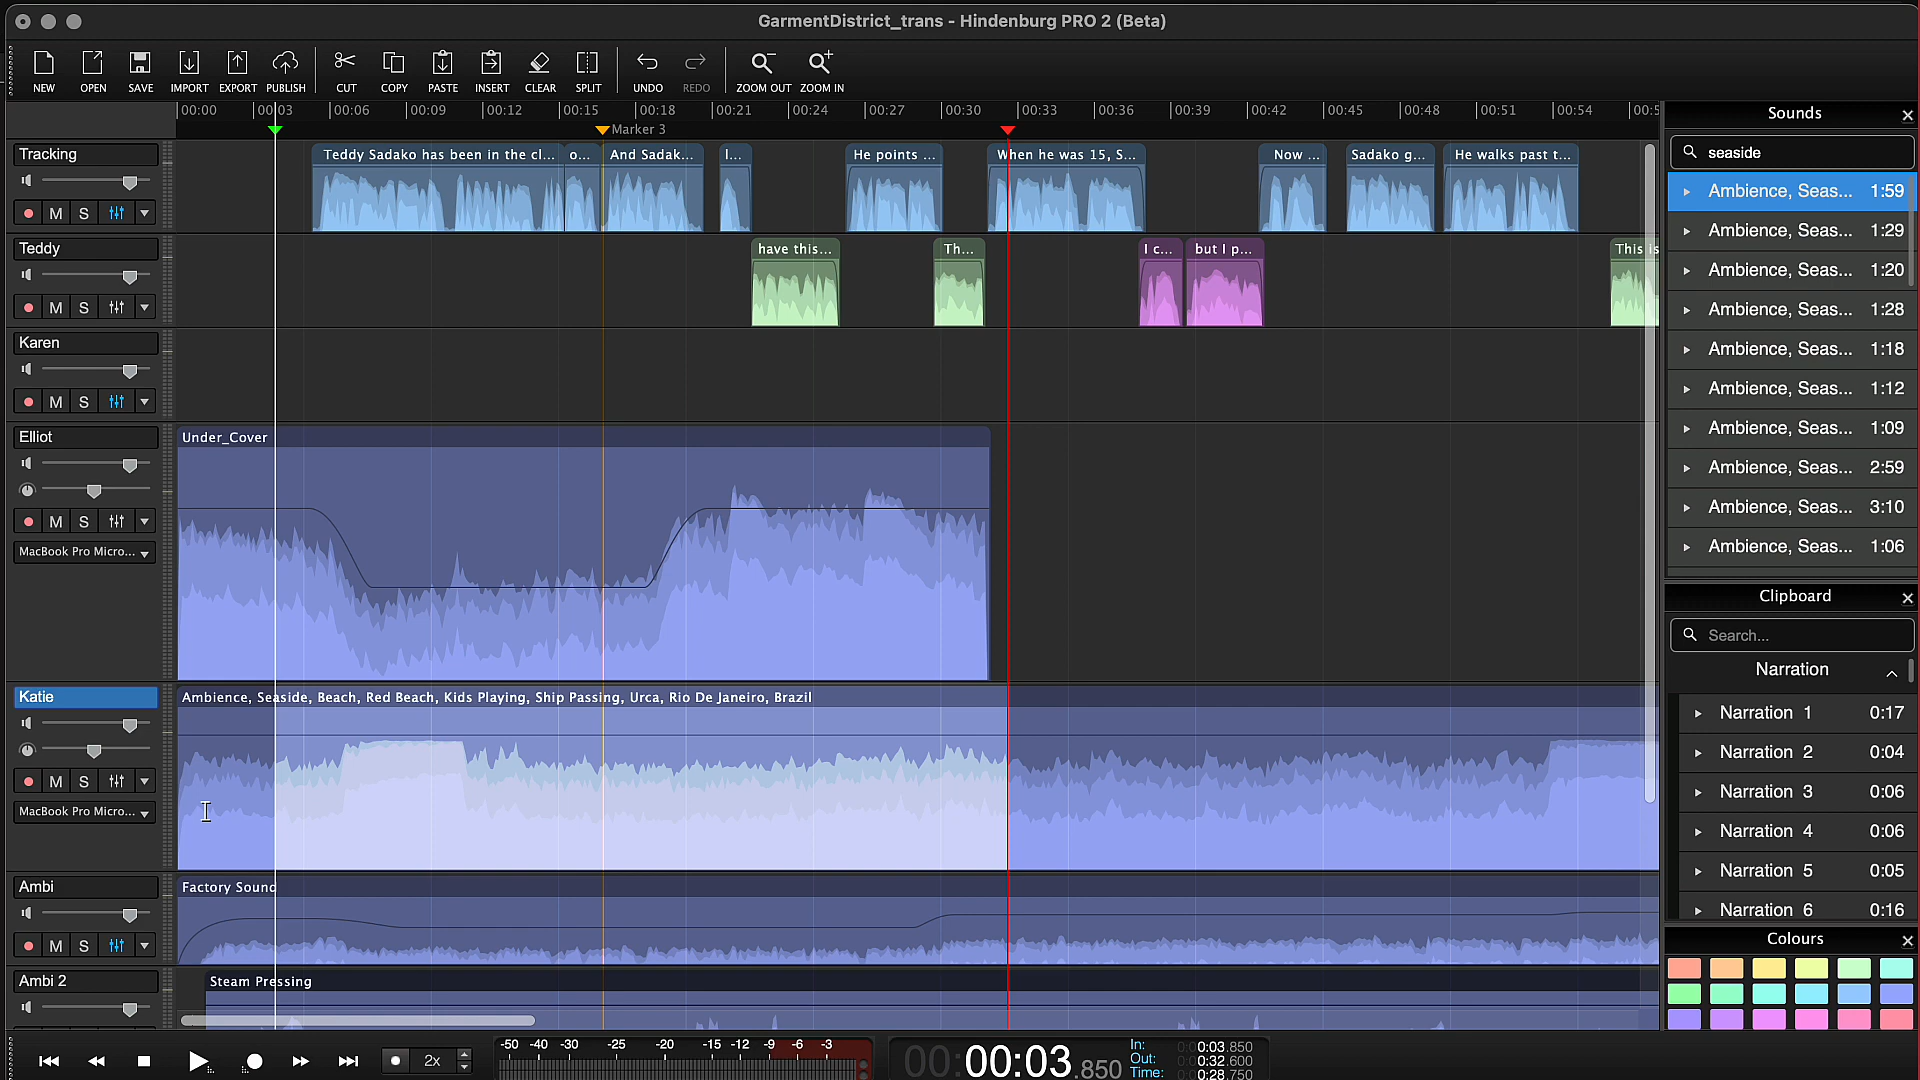 GarmentDistrict_trans - Hindenburg PRO 2 (Beta)
NEW OPEN SAVE IMPORT EXPORT PUBLISH CUT COPY PASTE INSERT CLEAR SPLIT UNDO REDO ZOOM OUT ZOOM IN
00:00 00:03 00:06 00:09 00:12 00:15 00:18 00:21 00:24 00:27 00:30 00:33 00:36 00:39 00:42 00:45 00:48 00:51 00:54 00:5
Marker 3
Tracking
Teddy Sadako has been in the cl... o... And Sadak... I... He points ... When he was 15, S... Now ... Sadako g... He walks past t...
M S
Teddy
have this... Th... I c... but I p... This is
M S
Karen
M S
Elliot
Under_Cover
M S
MacBook Pro Micro...
Katie
Ambience, Seaside, Beach, Red Beach, Kids Playing, Ship Passing, Urca, Rio De Janeiro, Brazil
M S
MacBook Pro Micro...
Ambi
Factory Sound
M S
Ambi 2
Steam Pressing
Sounds
seaside
Ambience, Seas... 1:59
Ambience, Seas... 1:29
Ambience, Seas... 1:20
Ambience, Seas... 1:28
Ambience, Seas... 1:18
Ambience, Seas... 1:12
Ambience, Seas... 1:09
Ambience, Seas... 2:59
Ambience, Seas... 3:10
Ambience, Seas... 1:06
Clipboard
Search...
Narration
Narration 1 0:17
Narration 2 0:04
Narration 3 0:06
Narration 4 0:06
Narration 5 0:05
Narration 6 0:16
Colours
2x
-50 -40 -30 -25 -20 -15 -12 -9 -6 -3
00:00:03.850
In: 0:0:03.850
Out: 0:0:32.600
Time: 0:0:28.750